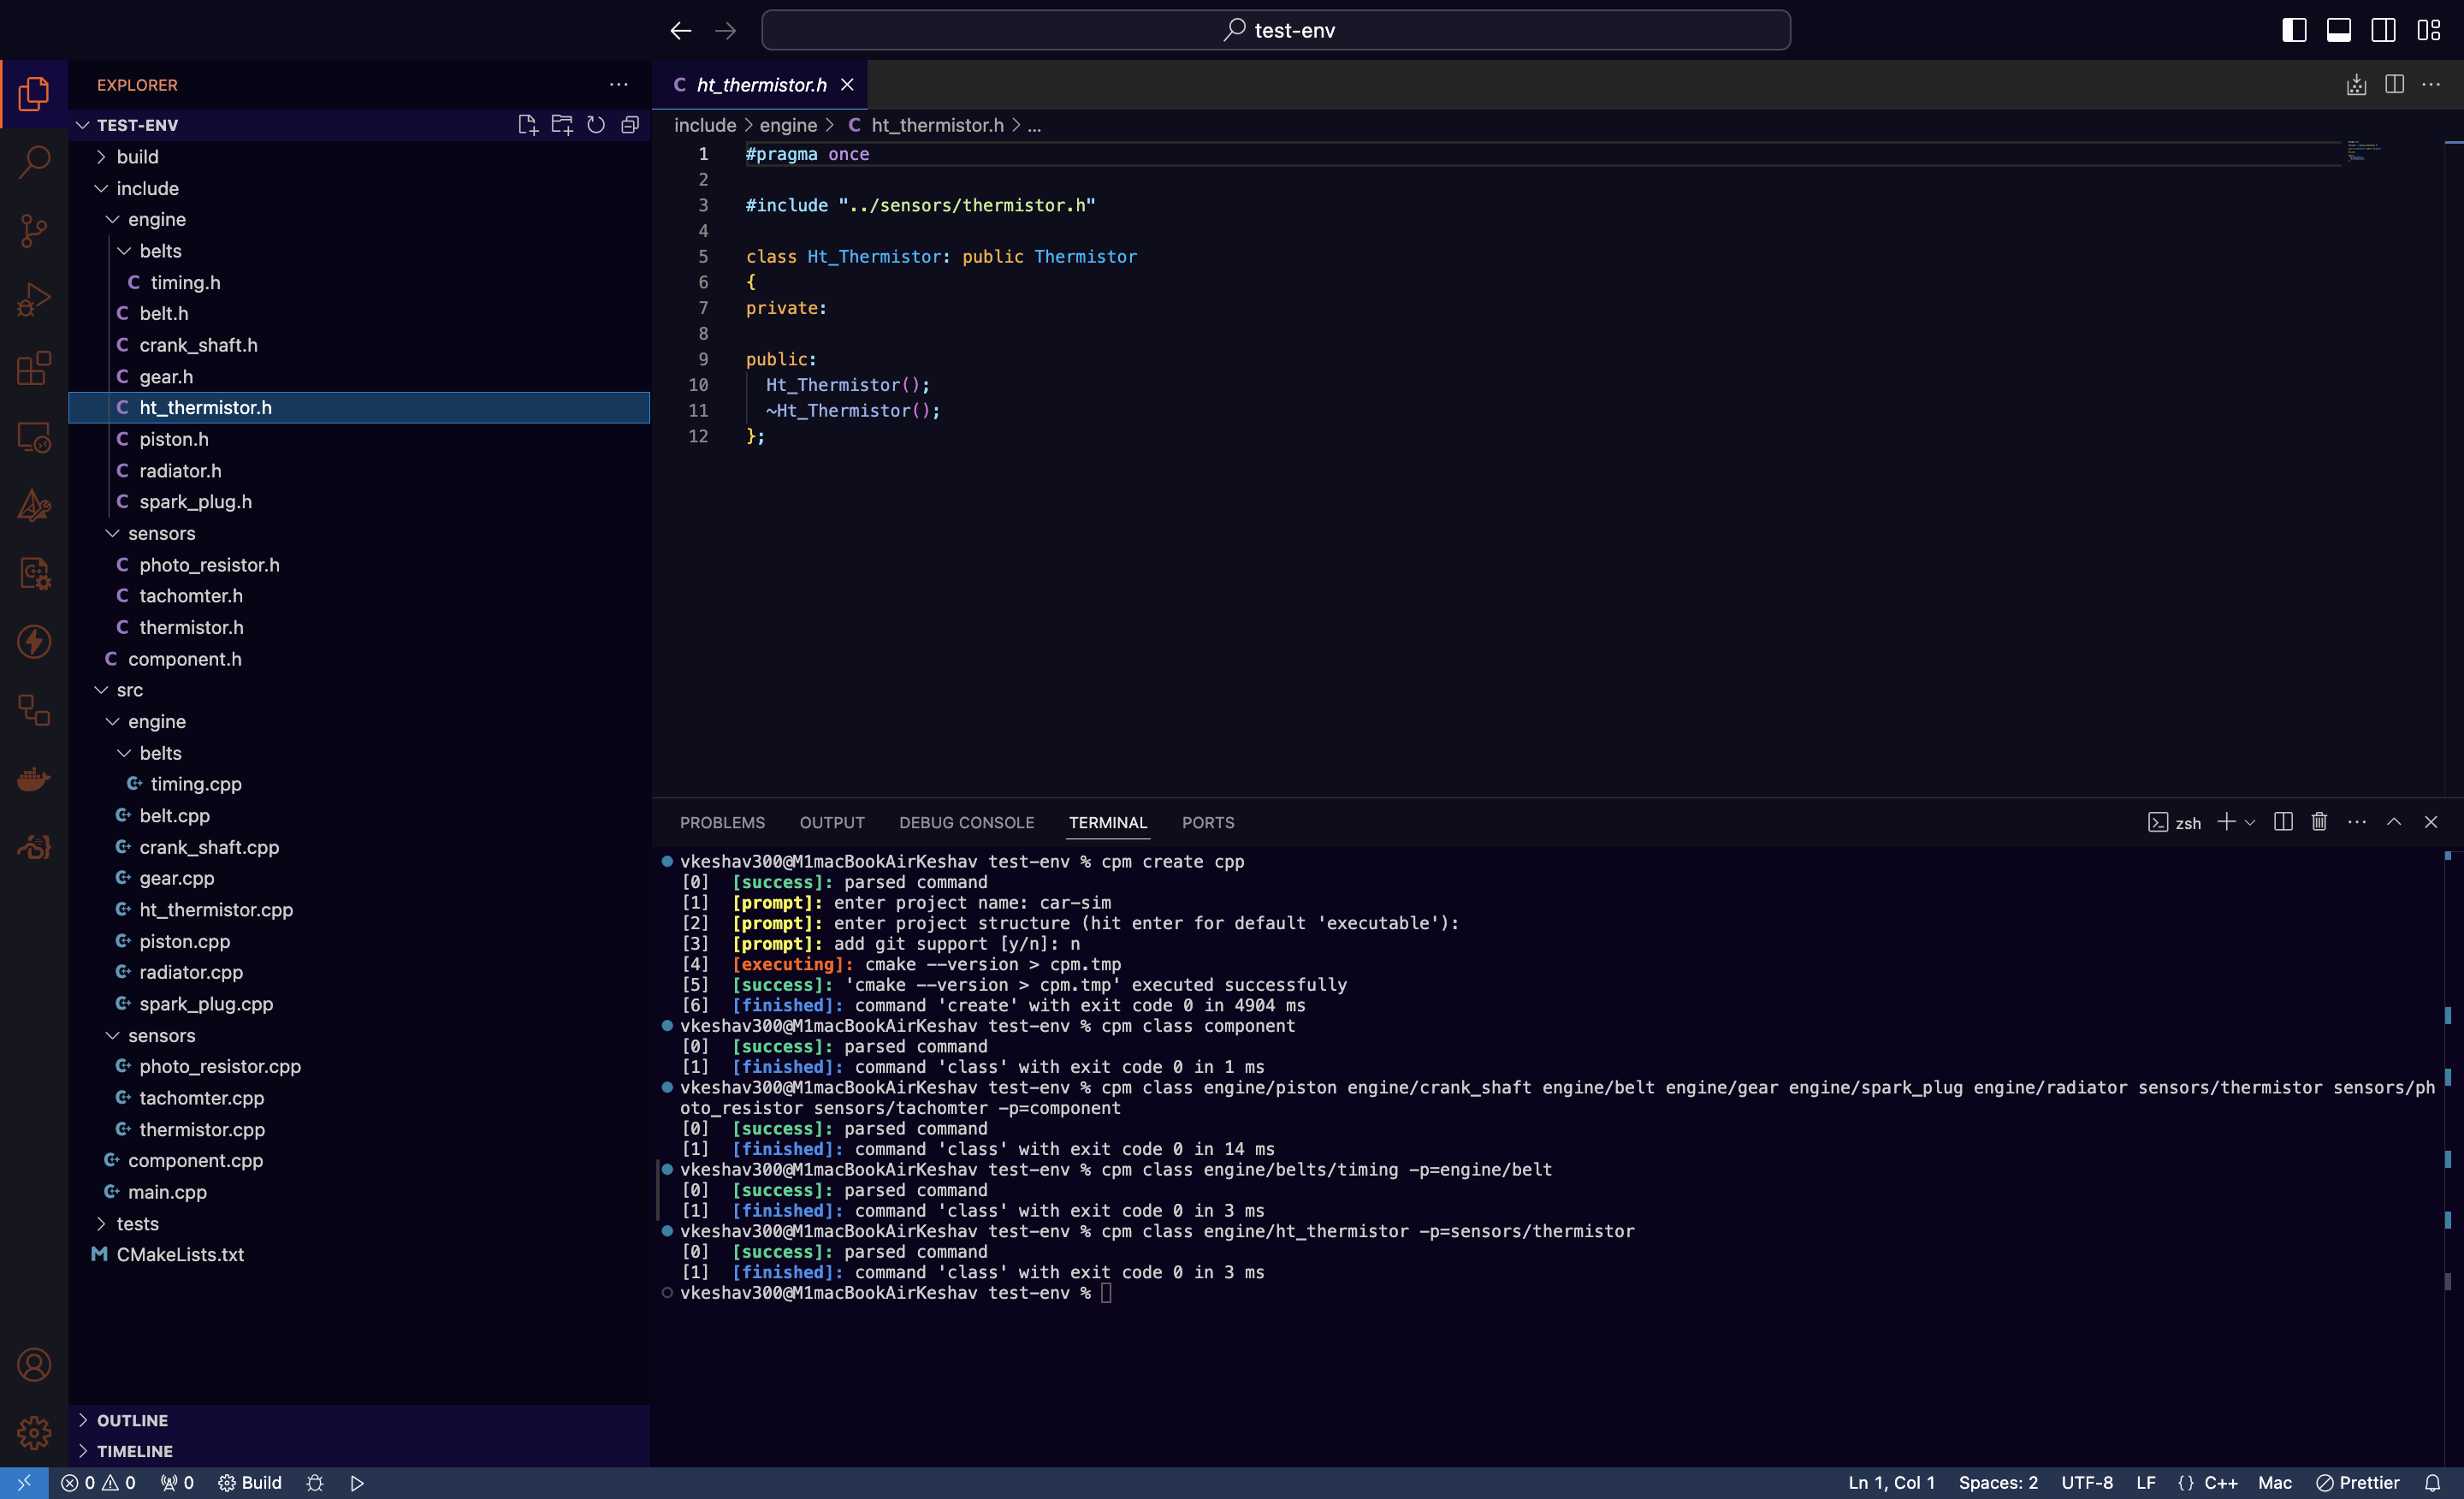 test-env
EXPLORER
TEST-ENV
build
include
engine
belts
C timing.h
C belt.h
C crank_shaft.h
C gear.h
C ht_thermistor.h
C piston.h
C radiator.h
C spark_plug.h
sensors
C photo_resistor.h
C tachomter.h
C thermistor.h
C component.h
src
engine
belts
timing.cpp
belt.cpp
crank_shaft.cpp
gear.cpp
ht_thermistor.cpp
piston.cpp
radiator.cpp
spark_plug.cpp
sensors
photo_resistor.cpp
tachomter.cpp
thermistor.cpp
component.cpp
main.cpp
tests
M CMakeLists.txt
OUTLINE
TIMELINE
C ht_thermistor.h
include > engine > C ht_thermistor.h > ...
1 #pragma once
2
3 #include "../sensors/thermistor.h"
4
5 class Ht_Thermistor: public Thermistor
6 {
7 private:
8
9 public:
10 Ht_Thermistor();
11 ~Ht_Thermistor();
12 };
PROBLEMS OUTPUT DEBUG CONSOLE TERMINAL PORTS
zsh
vkeshav300@M1macBookAirKeshav test-env % cpm create cpp
[0] [success]: parsed command
[1] [prompt]: enter project name: car-sim
[2] [prompt]: enter project structure (hit enter for default 'executable'):
[3] [prompt]: add git support [y/n]: n
[4] [executing]: cmake --version > cpm.tmp
[5] [success]: 'cmake --version > cpm.tmp' executed successfully
[6] [finished]: command 'create' with exit code 0 in 4904 ms
vkeshav300@M1macBookAirKeshav test-env % cpm class component
[0] [success]: parsed command
[1] [finished]: command 'class' with exit code 0 in 1 ms
vkeshav300@M1macBookAirKeshav test-env % cpm class engine/piston engine/crank_shaft engine/belt engine/gear engine/spark_plug engine/radiator sensors/thermistor sensors/ph
oto_resistor sensors/tachomter -p=component
[0] [success]: parsed command
[1] [finished]: command 'class' with exit code 0 in 14 ms
vkeshav300@M1macBookAirKeshav test-env % cpm class engine/belts/timing -p=engine/belt
[0] [success]: parsed command
[1] [finished]: command 'class' with exit code 0 in 3 ms
vkeshav300@M1macBookAirKeshav test-env % cpm class engine/ht_thermistor -p=sensors/thermistor
[0] [success]: parsed command
[1] [finished]: command 'class' with exit code 0 in 3 ms
vkeshav300@M1macBookAirKeshav test-env %
0 0 0 Build Ln 1, Col 1 Spaces: 2 UTF-8 LF {} C++ Mac Prettier